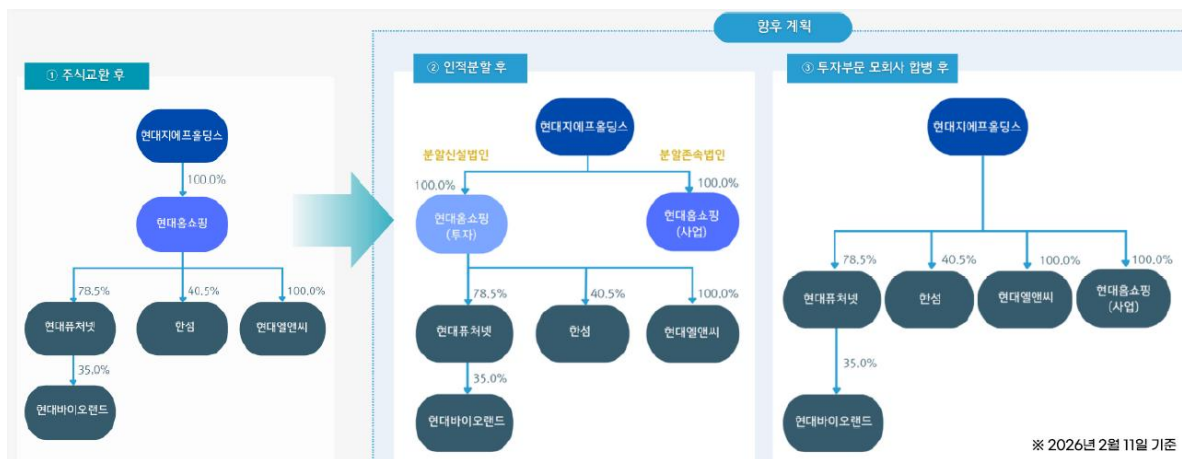 향후 계획
① 주식교환 후
현대지에프홀딩스
100.0%
현대홈쇼핑
78.5%
40.5%
100.0%
현대퓨처넷
한섬
현대엘앤씨
35.0%
현대바이오랜드
② 인적분할 후
현대지에프홀딩스
분할신설법인
분할존속법인
100.0%
100.0%
현대홈쇼핑
(투자)
현대홈쇼핑
(사업)
78.5%
40.5%
100.0%
현대퓨처넷
한섬
현대엘앤씨
35.0%
현대바이오랜드
③ 투자부문 모회사 합병 후
현대지에프홀딩스
78.5%
40.5%
100.0%
100.0%
현대퓨처넷
한섬
현대엘앤씨
현대홈쇼핑
(사업)
35.0%
현대바이오랜드
※ 2026년 2월 11일 기준